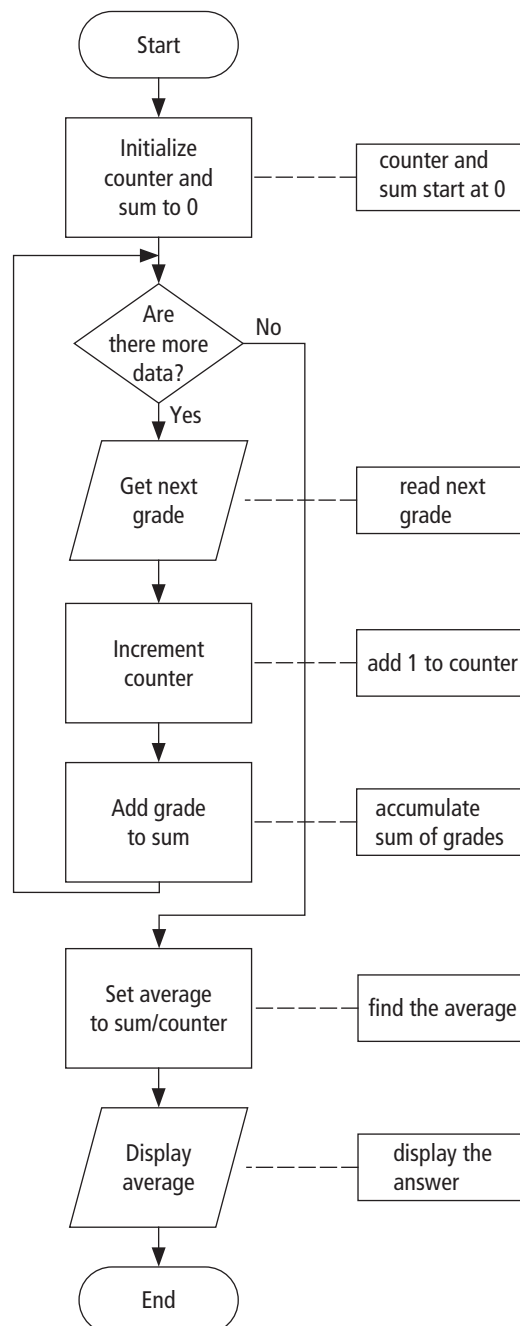 Start
Initialize
counter and
sum to 0
counter and
sum start at 0
Are
there more
data?
No
Yes
Get next
grade
read next
grade
Increment
counter
add 1 to counter
Add grade
to sum
accumulate
sum of grades
Set average
to sum/counter
find the average
Display
average
display the
answer
End